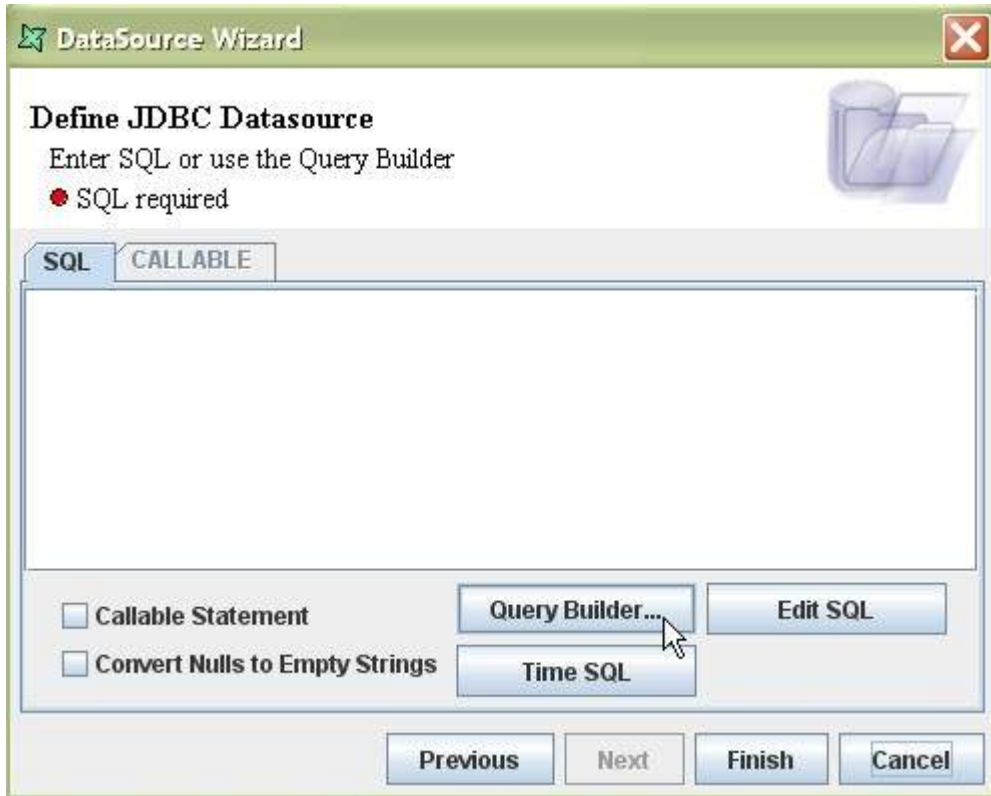 DataSource Wizard
Define JDBC Datasource
Enter SQL or use the Query Builder
SQL required
SQL CALLABLE
Callable Statement Query Builder... Edit SQL
Convert Nulls to Empty Strings Time SQL
Previous Next Finish Cancel